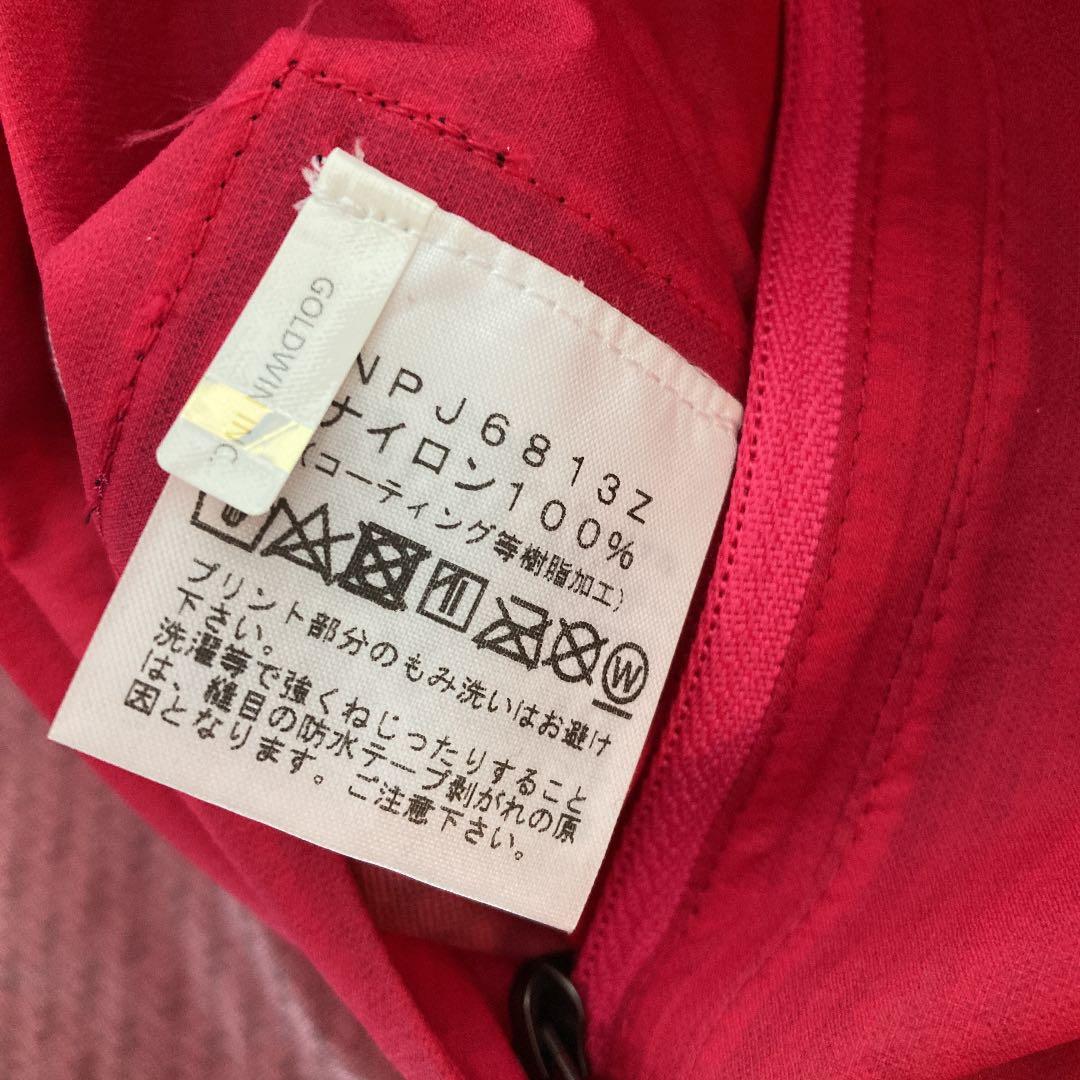 GOLDWIN INC.
NPJ6813Z
ナイロン100%
(コーティング等樹脂加工)
W
プリント部分のもみ洗いはお避け
下さい。
洗濯等で強くねじったりすること
は、縫目の防水テープ剥がれの原
因となります。ご注意下さい。